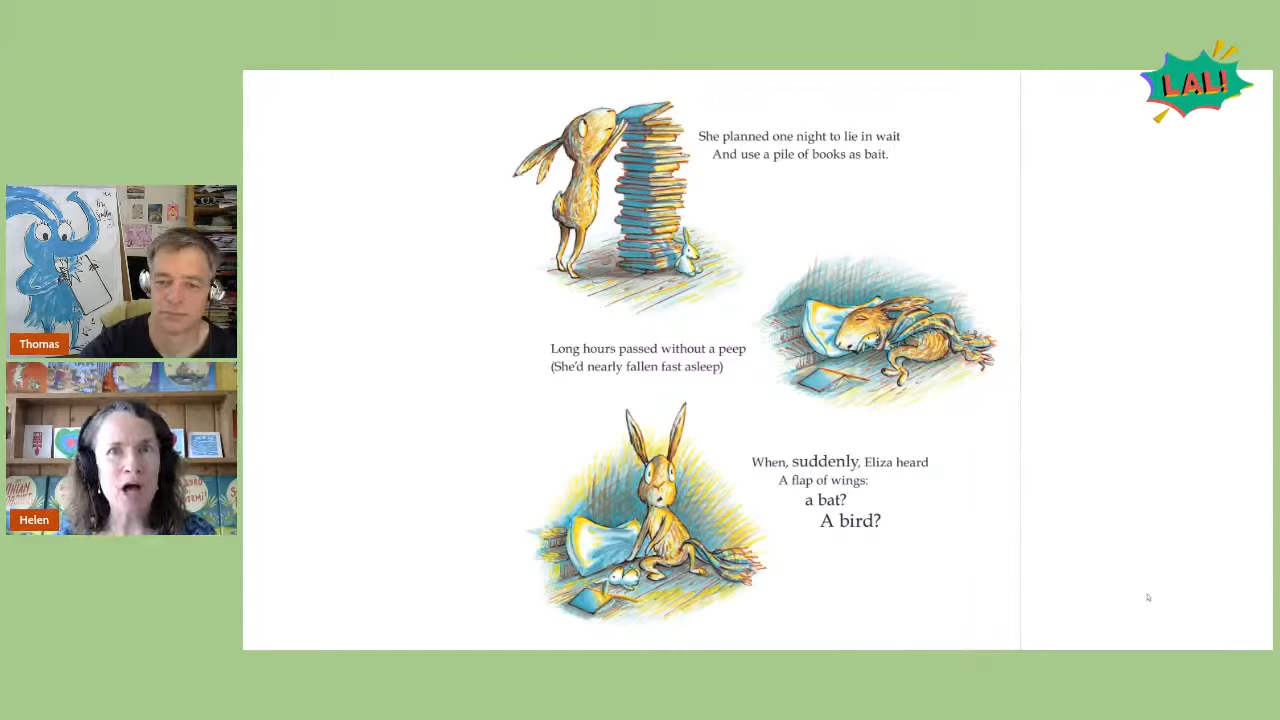 LAL!
She planned one night to lie in wait
And use a pile of books as bait.
Thomas
Long hours passed without a peep
(She'd nearly fallen fast asleep)
When, suddenly, Eliza heard
A flap of wings:
a bat?
A bird?
Helen